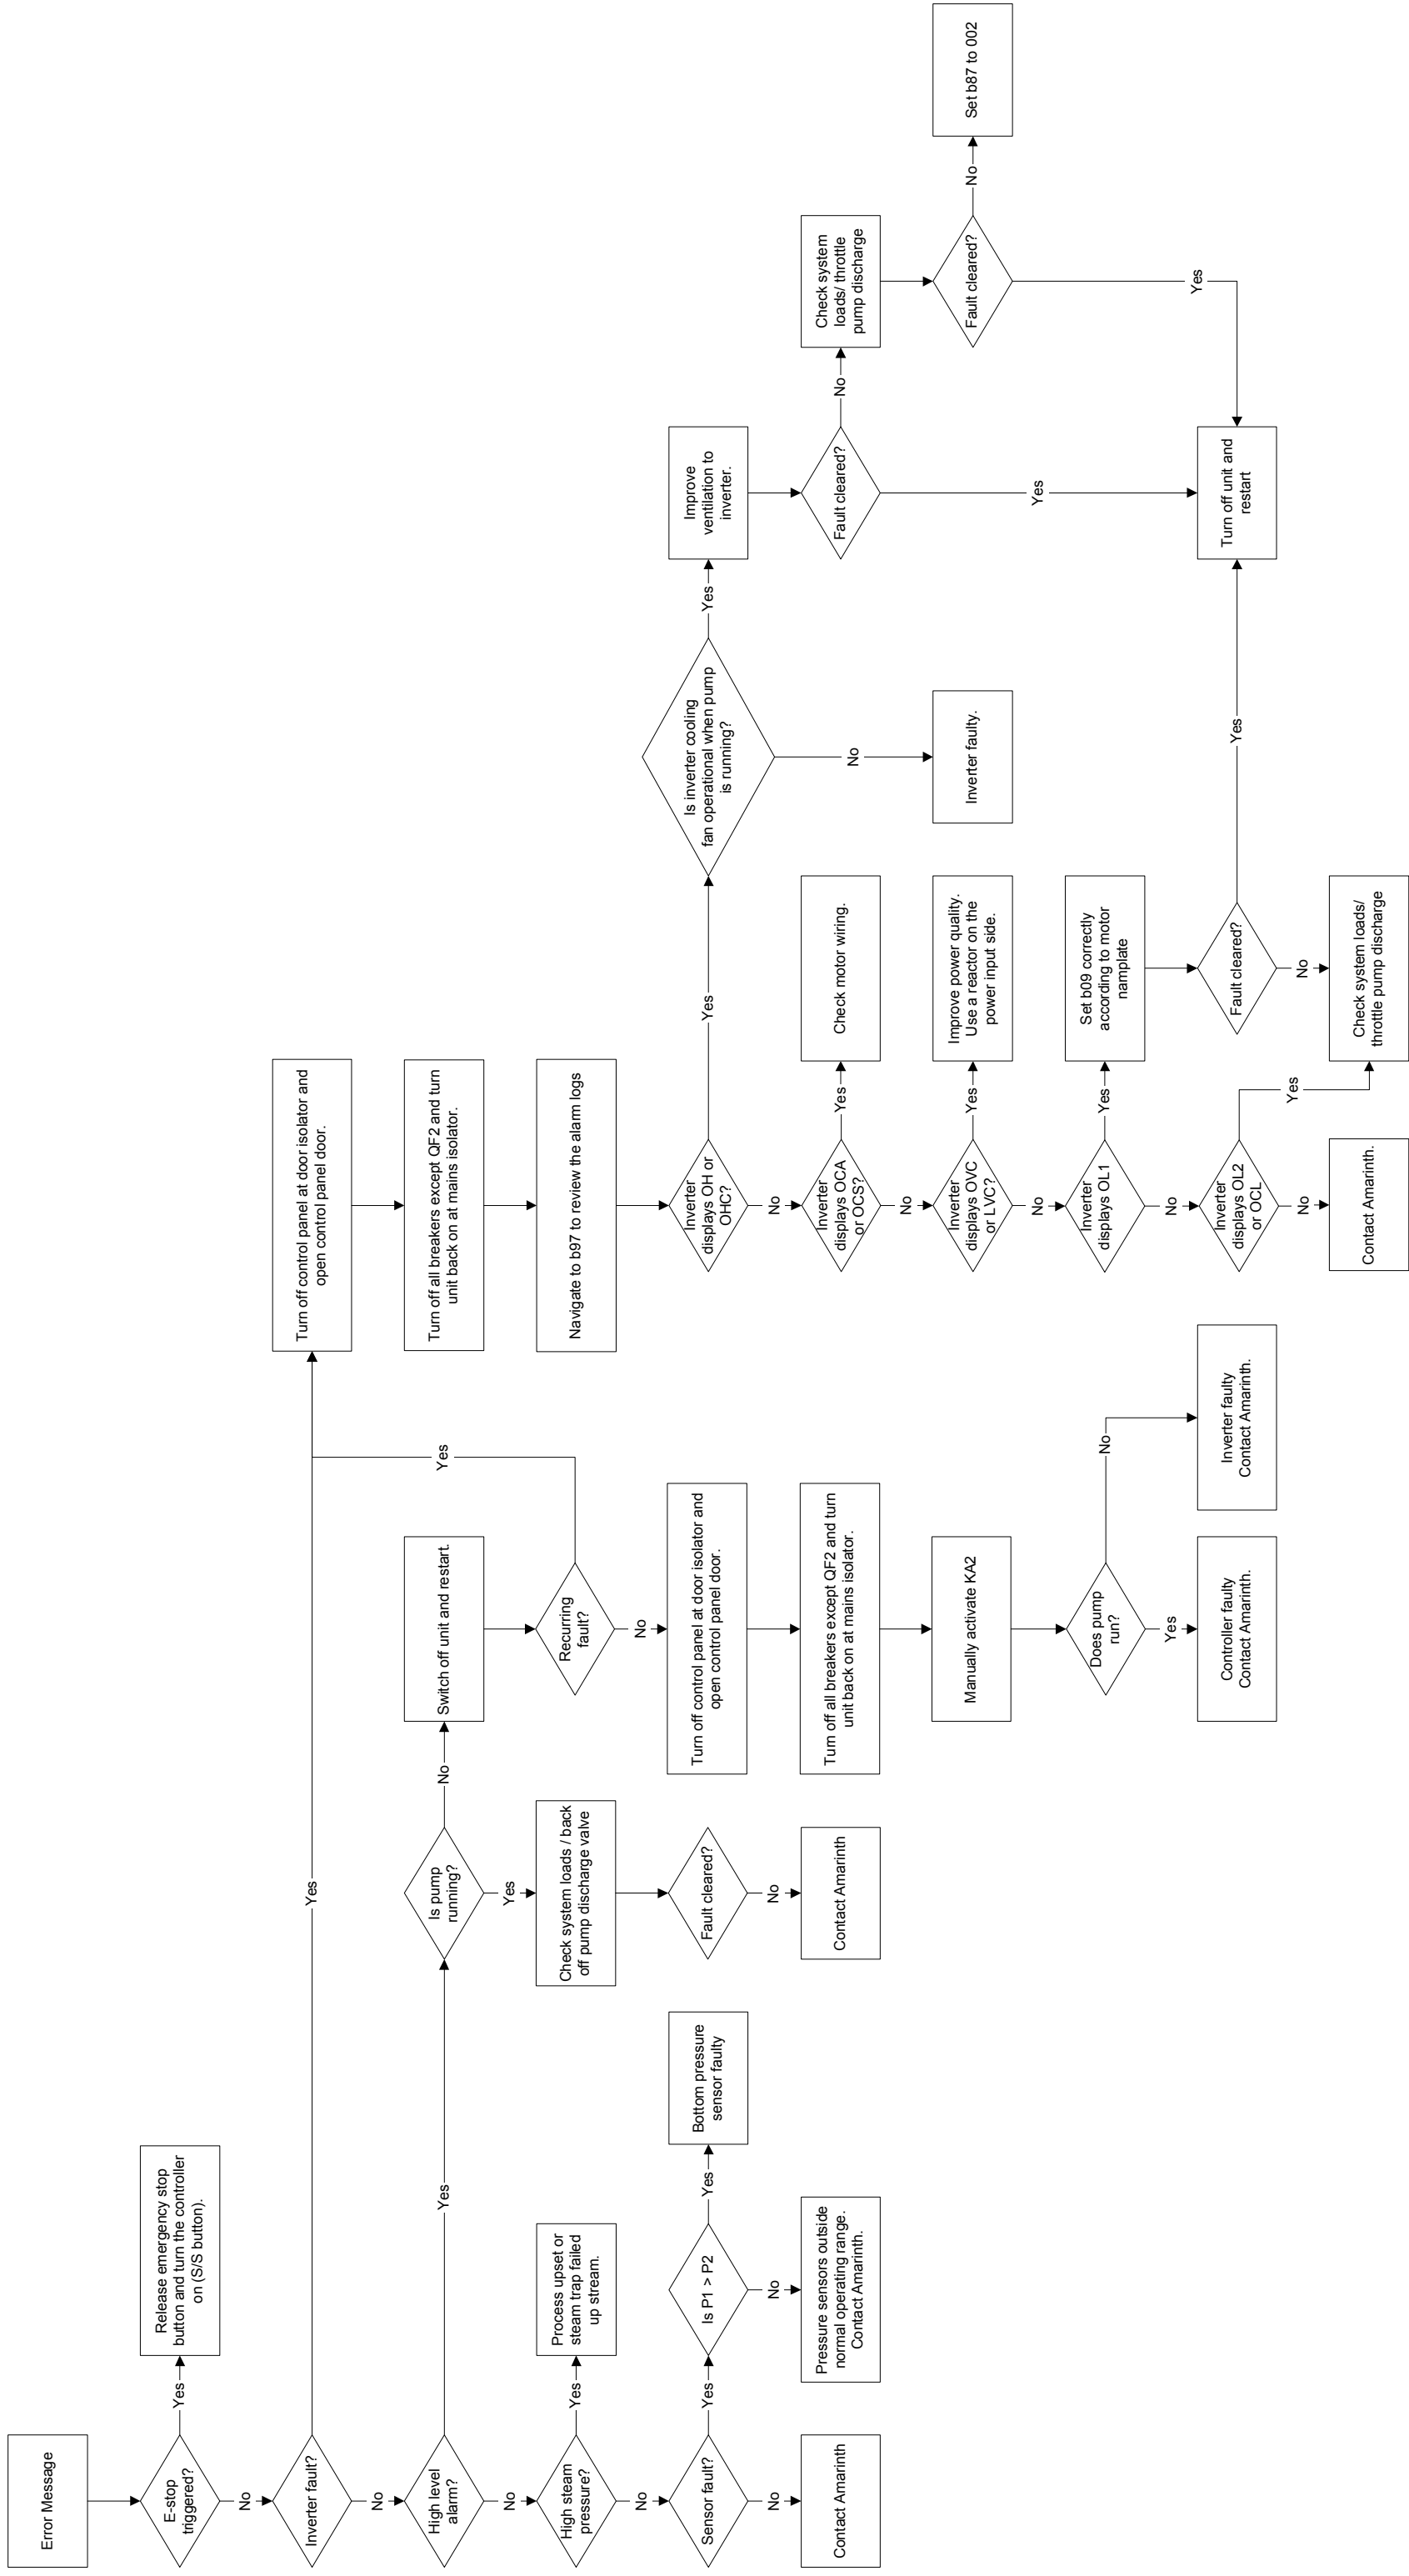 Error Message
E-stop
triggered?
Yes
Release emergency stop
button and turn the controller
on (S/S button).
No
Inverter fault?
Yes
No
High level
alarm?
Yes
No
High steam
pressure?
Yes
Process upset or
steam trap failed
up stream.
No
Sensor fault?
Yes
Is P1 > P2
Yes
Bottom pressure
sensor faulty
No
Pressure sensors outside
normal operating range.
Contact Amarinth.
No
Contact Amarinth
Is pump
running?
Yes
Check system loads / back
off pump discharge valve
Fault cleared?
No
Contact Amarinth
No
Switch off unit and restart.
Recurring
fault?
Yes
No
Turn off control panel at door isolator and
open control panel door.
Turn off all breakers except QF2 and turn
unit back on at mains isolator.
Manually activate KA2
Does pump
run?
Yes
Controller faulty
Contact Amarinth.
No
Inverter faulty
Contact Amarinth.
Turn off control panel at door isolator and
open control panel door.
Turn off all breakers except QF2 and turn
unit back on at mains isolator.
Navigate to b97 to review the alarm logs
Inverter
displays OH or
OHC?
Yes
Is inverter cooling
fan operational when pump
is running?
Yes
Improve
ventilation to
inverter.
Fault cleared?
No
Check system
loads/ throttle
pump discharge
Fault cleared?
No
Set b87 to 002
Yes
Yes
Turn off unit and
restart
No
Inverter faulty.
No
Inverter
displays OCA
or OCS?
Yes
Check motor wiring.
No
Inverter
displays OVC
or LVC?
Yes
Improve power quality.
Use a reactor on the
power input side.
No
Inverter
displays OL1
Yes
Set b09 correctly
according to motor
namplate
Fault cleared?
Yes
No
Check system loads/
throttle pump discharge
No
Inverter
displays OL2
or OCL
Yes
No
Contact Amarinth.